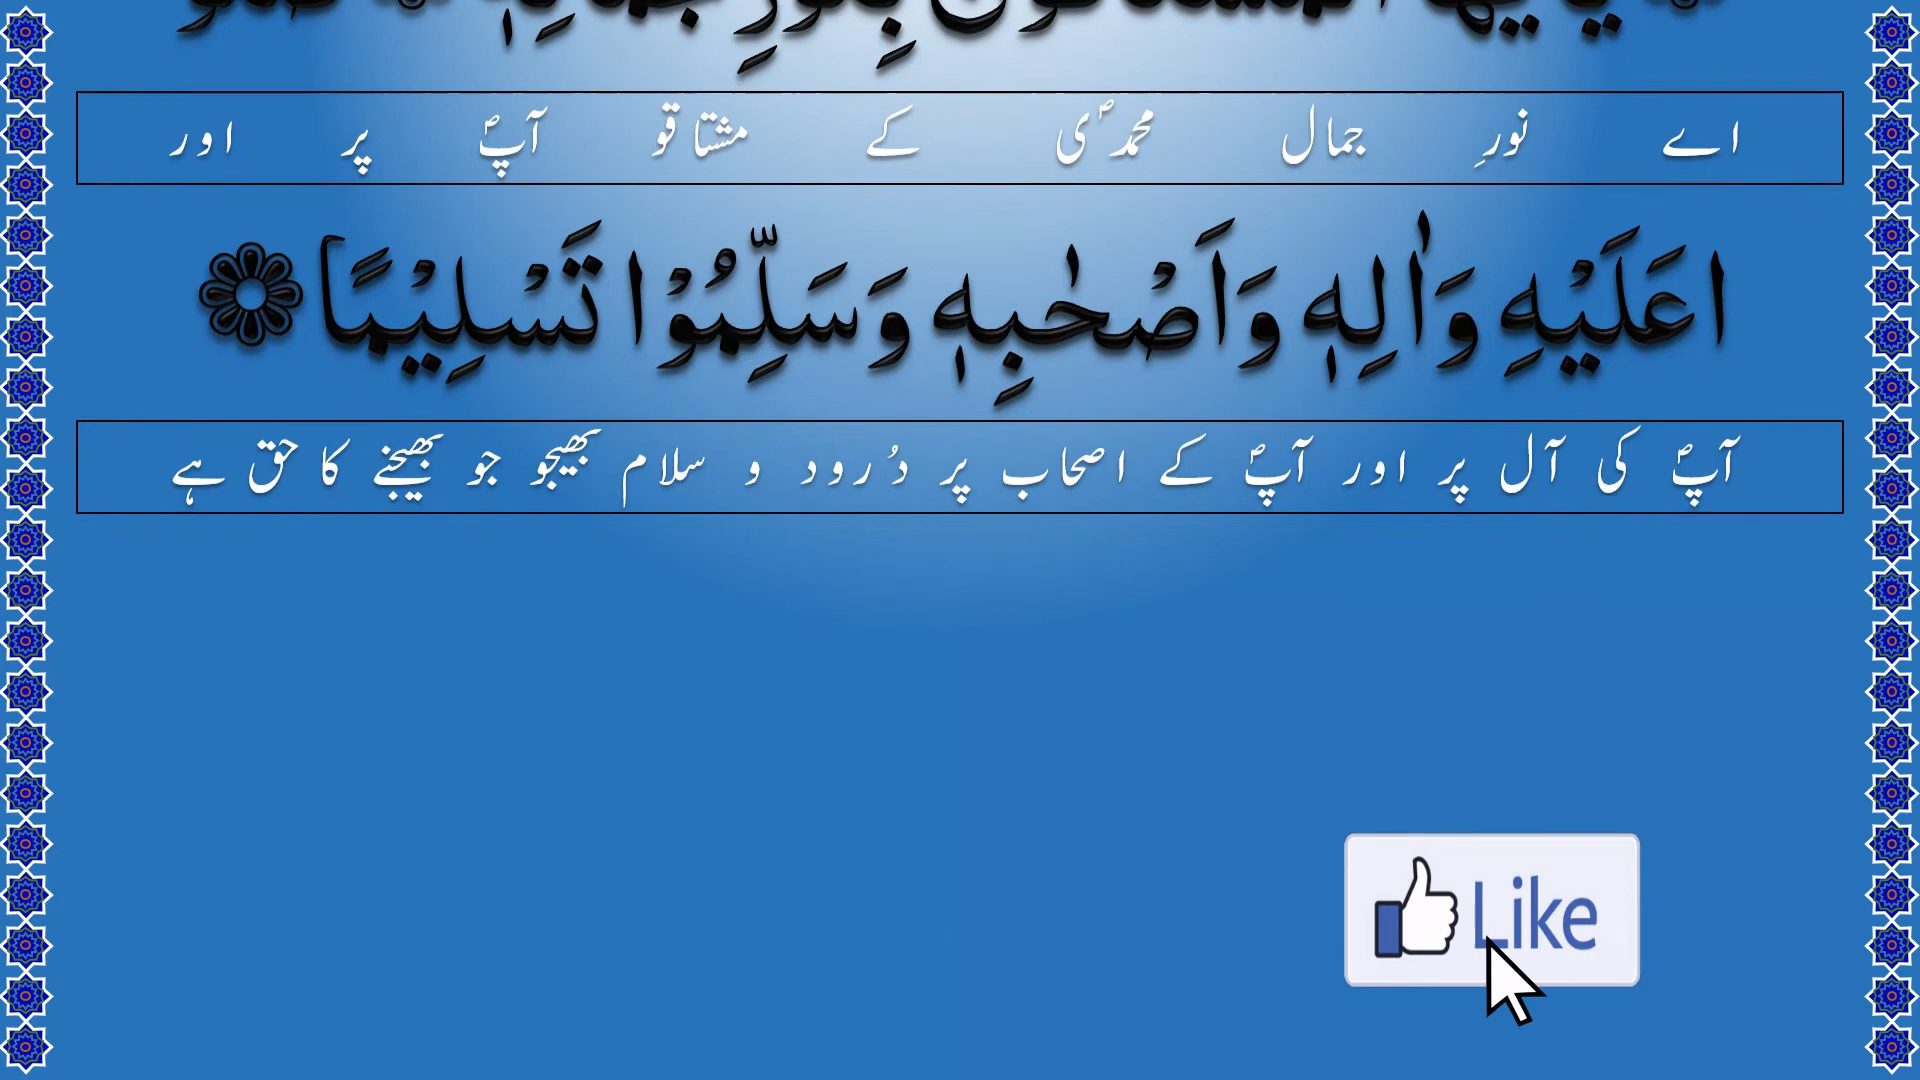 اے نورِ جمال محمدؐی کے مشتاقو آپؐ پر اور
اعَلَيْهِ وَاٰلِهٖ وَاَصْحٰبِهٖ وَسَلِّمُوْا تَسْلِيْمًا
آپؐ کی آل پر اور آپؐ کے اصحاب پر دُرود و سلام بھیجو جو بھیجنے کا حق ہے
Like